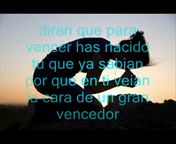 diran que para
vencer has nacido
tu que ya sabian
por que en ti veian
la cara de un gran
vencedor